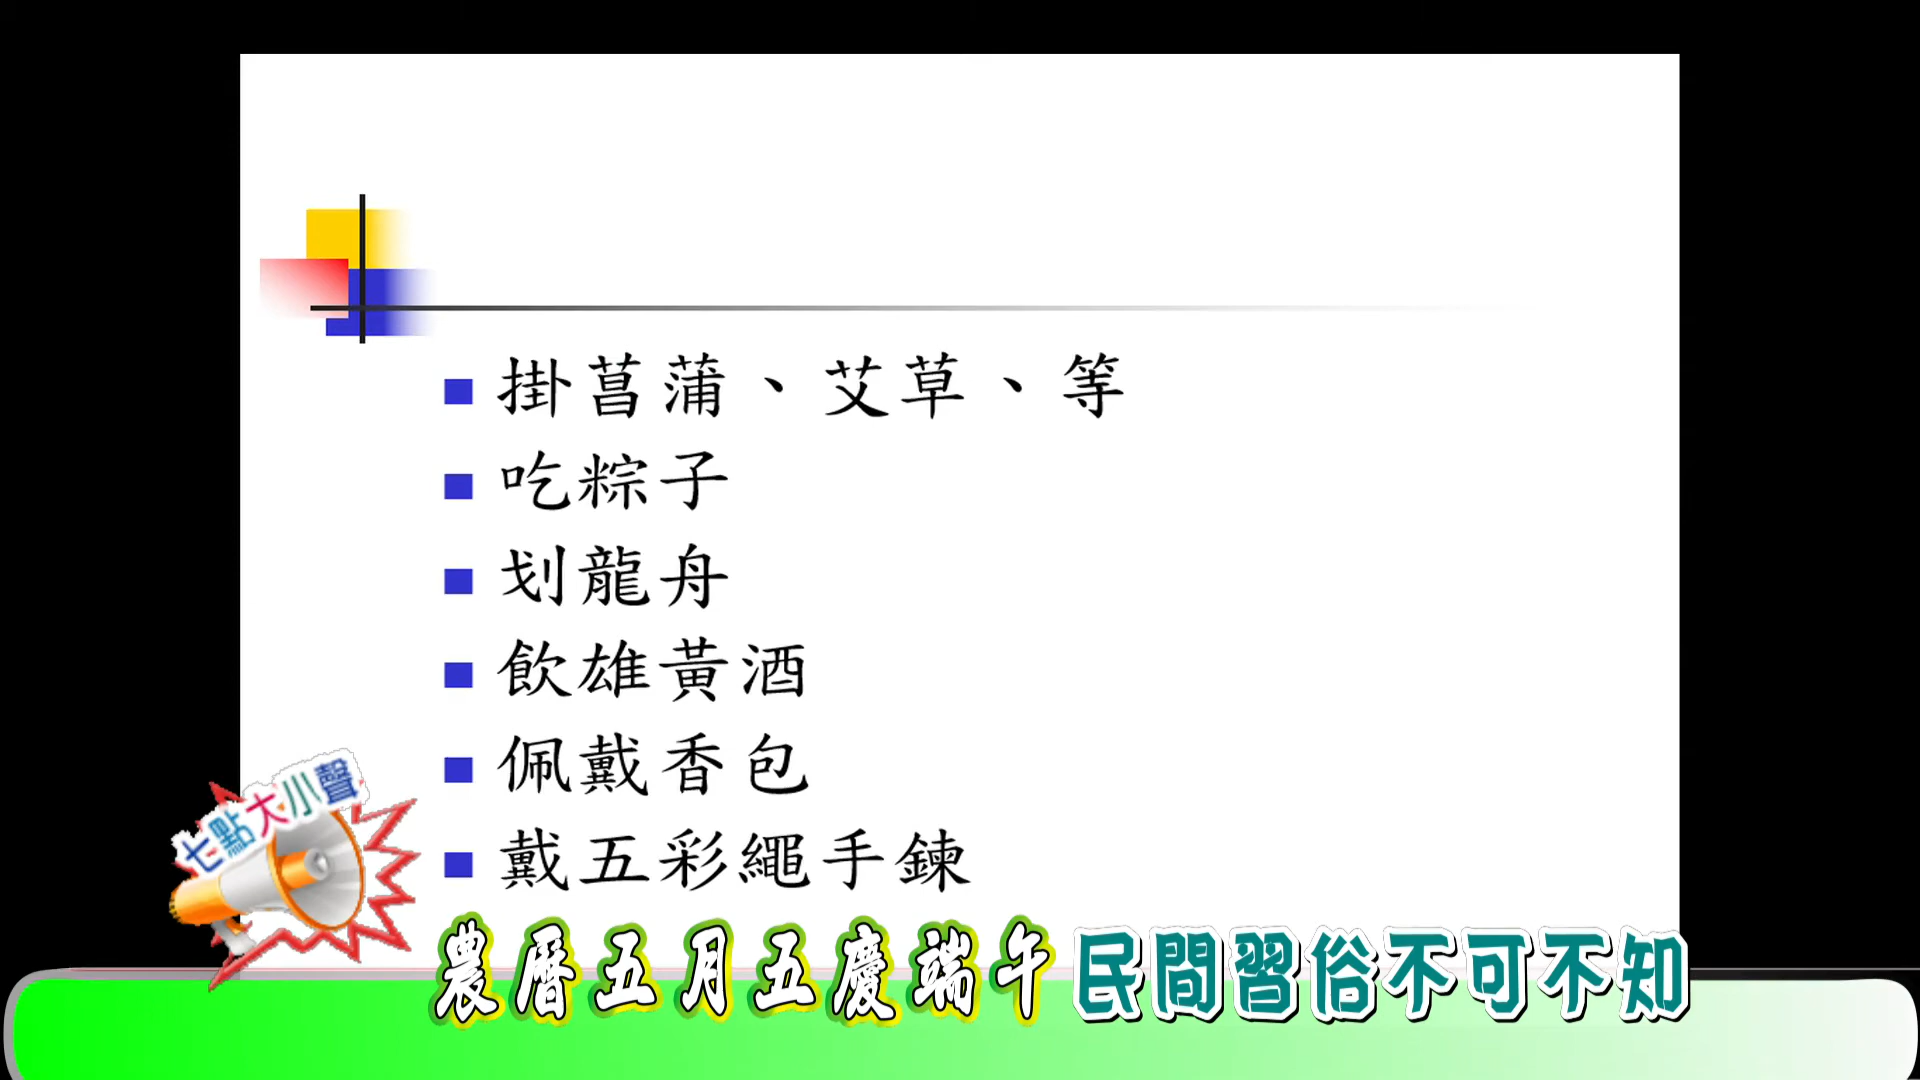 掛菖蒲、艾草、等
吃粽子
划龍舟
飲雄黃酒
佩戴香包
戴五彩繩手鍊
七點大小聲
農曆五月五慶端午 民間習俗不可不知